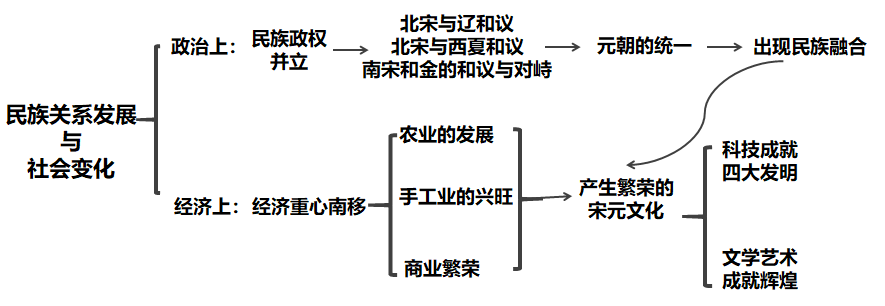 民族关系发展
与
社会变化
政治上：
民族政权
并立
北宋与辽和议
北宋与西夏和议
南宋和金的和议与对峙
元朝的统一
出现民族融合
经济上：经济重心南移
农业的发展
手工业的兴旺
商业繁荣
产生繁荣的
宋元文化
科技成就
四大发明
文学艺术
成就辉煌